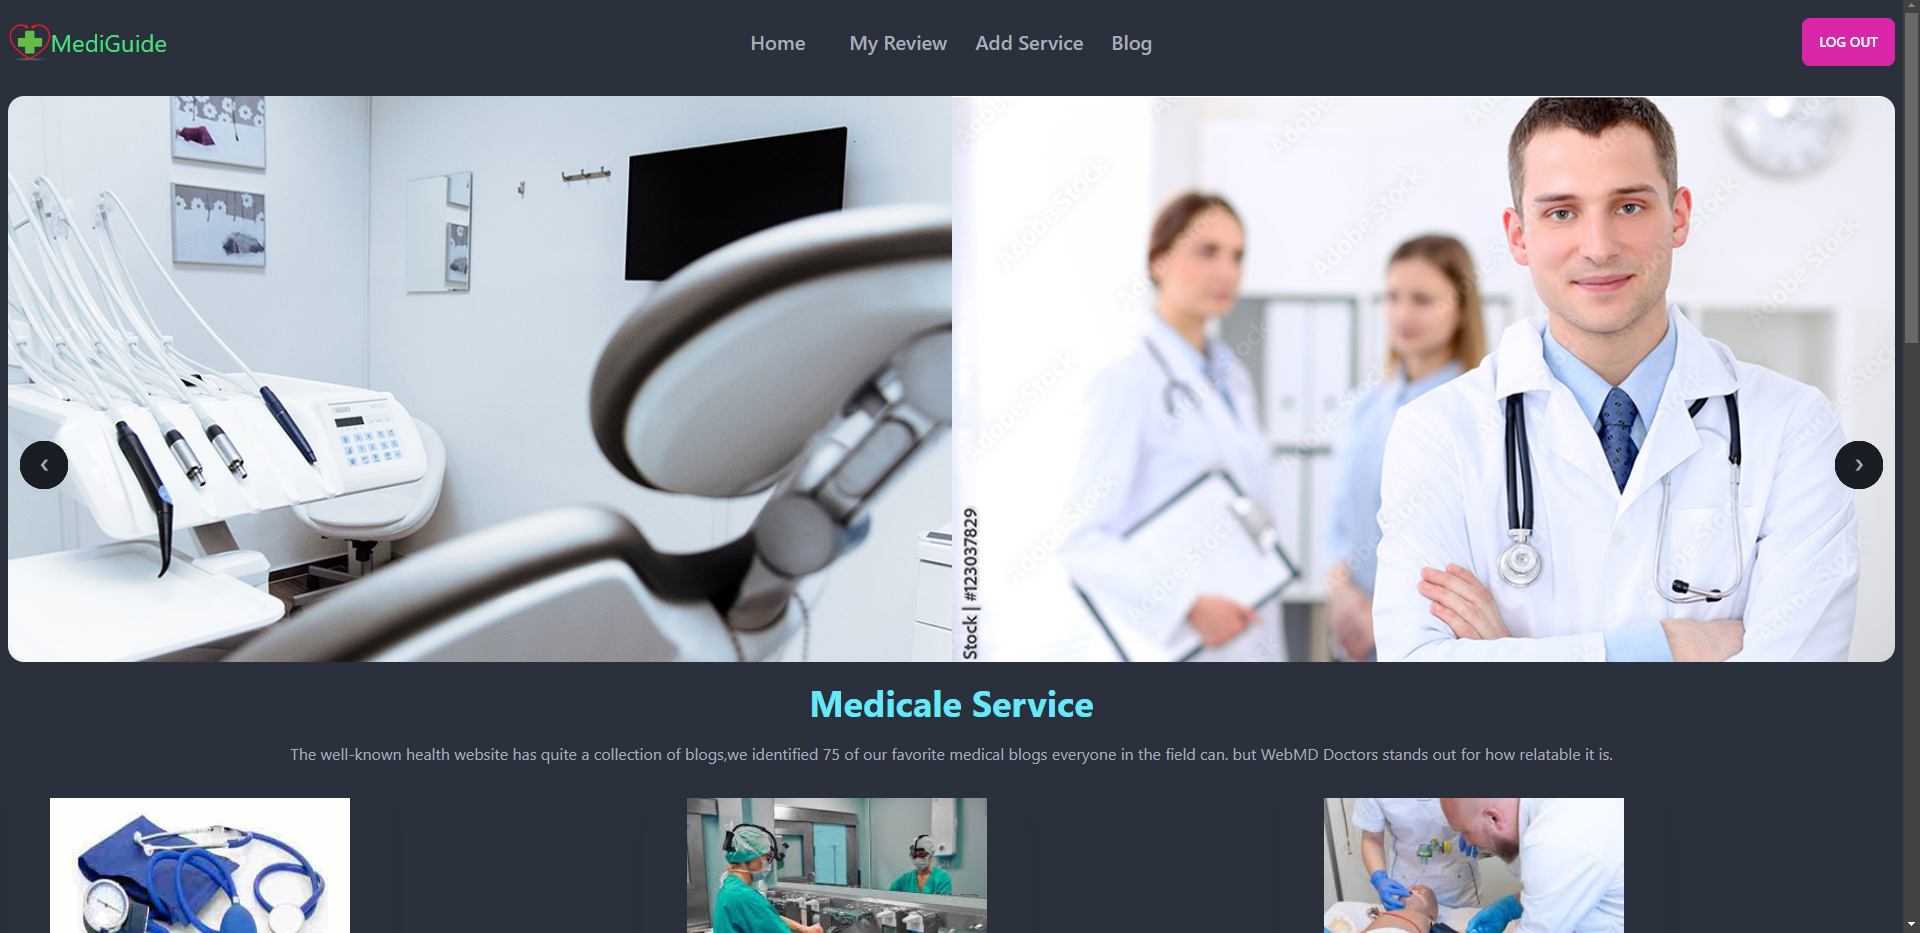 MediGuide
Home
My Review
Add Service
Blog
LOG OUT
Adobe Stock
Stock | #123037829
Medicale Service
The well-known health website has quite a collection of blogs,we identified 75 of our favorite medical blogs everyone in the field can. but WebMD Doctors stands out for how relatable it is.